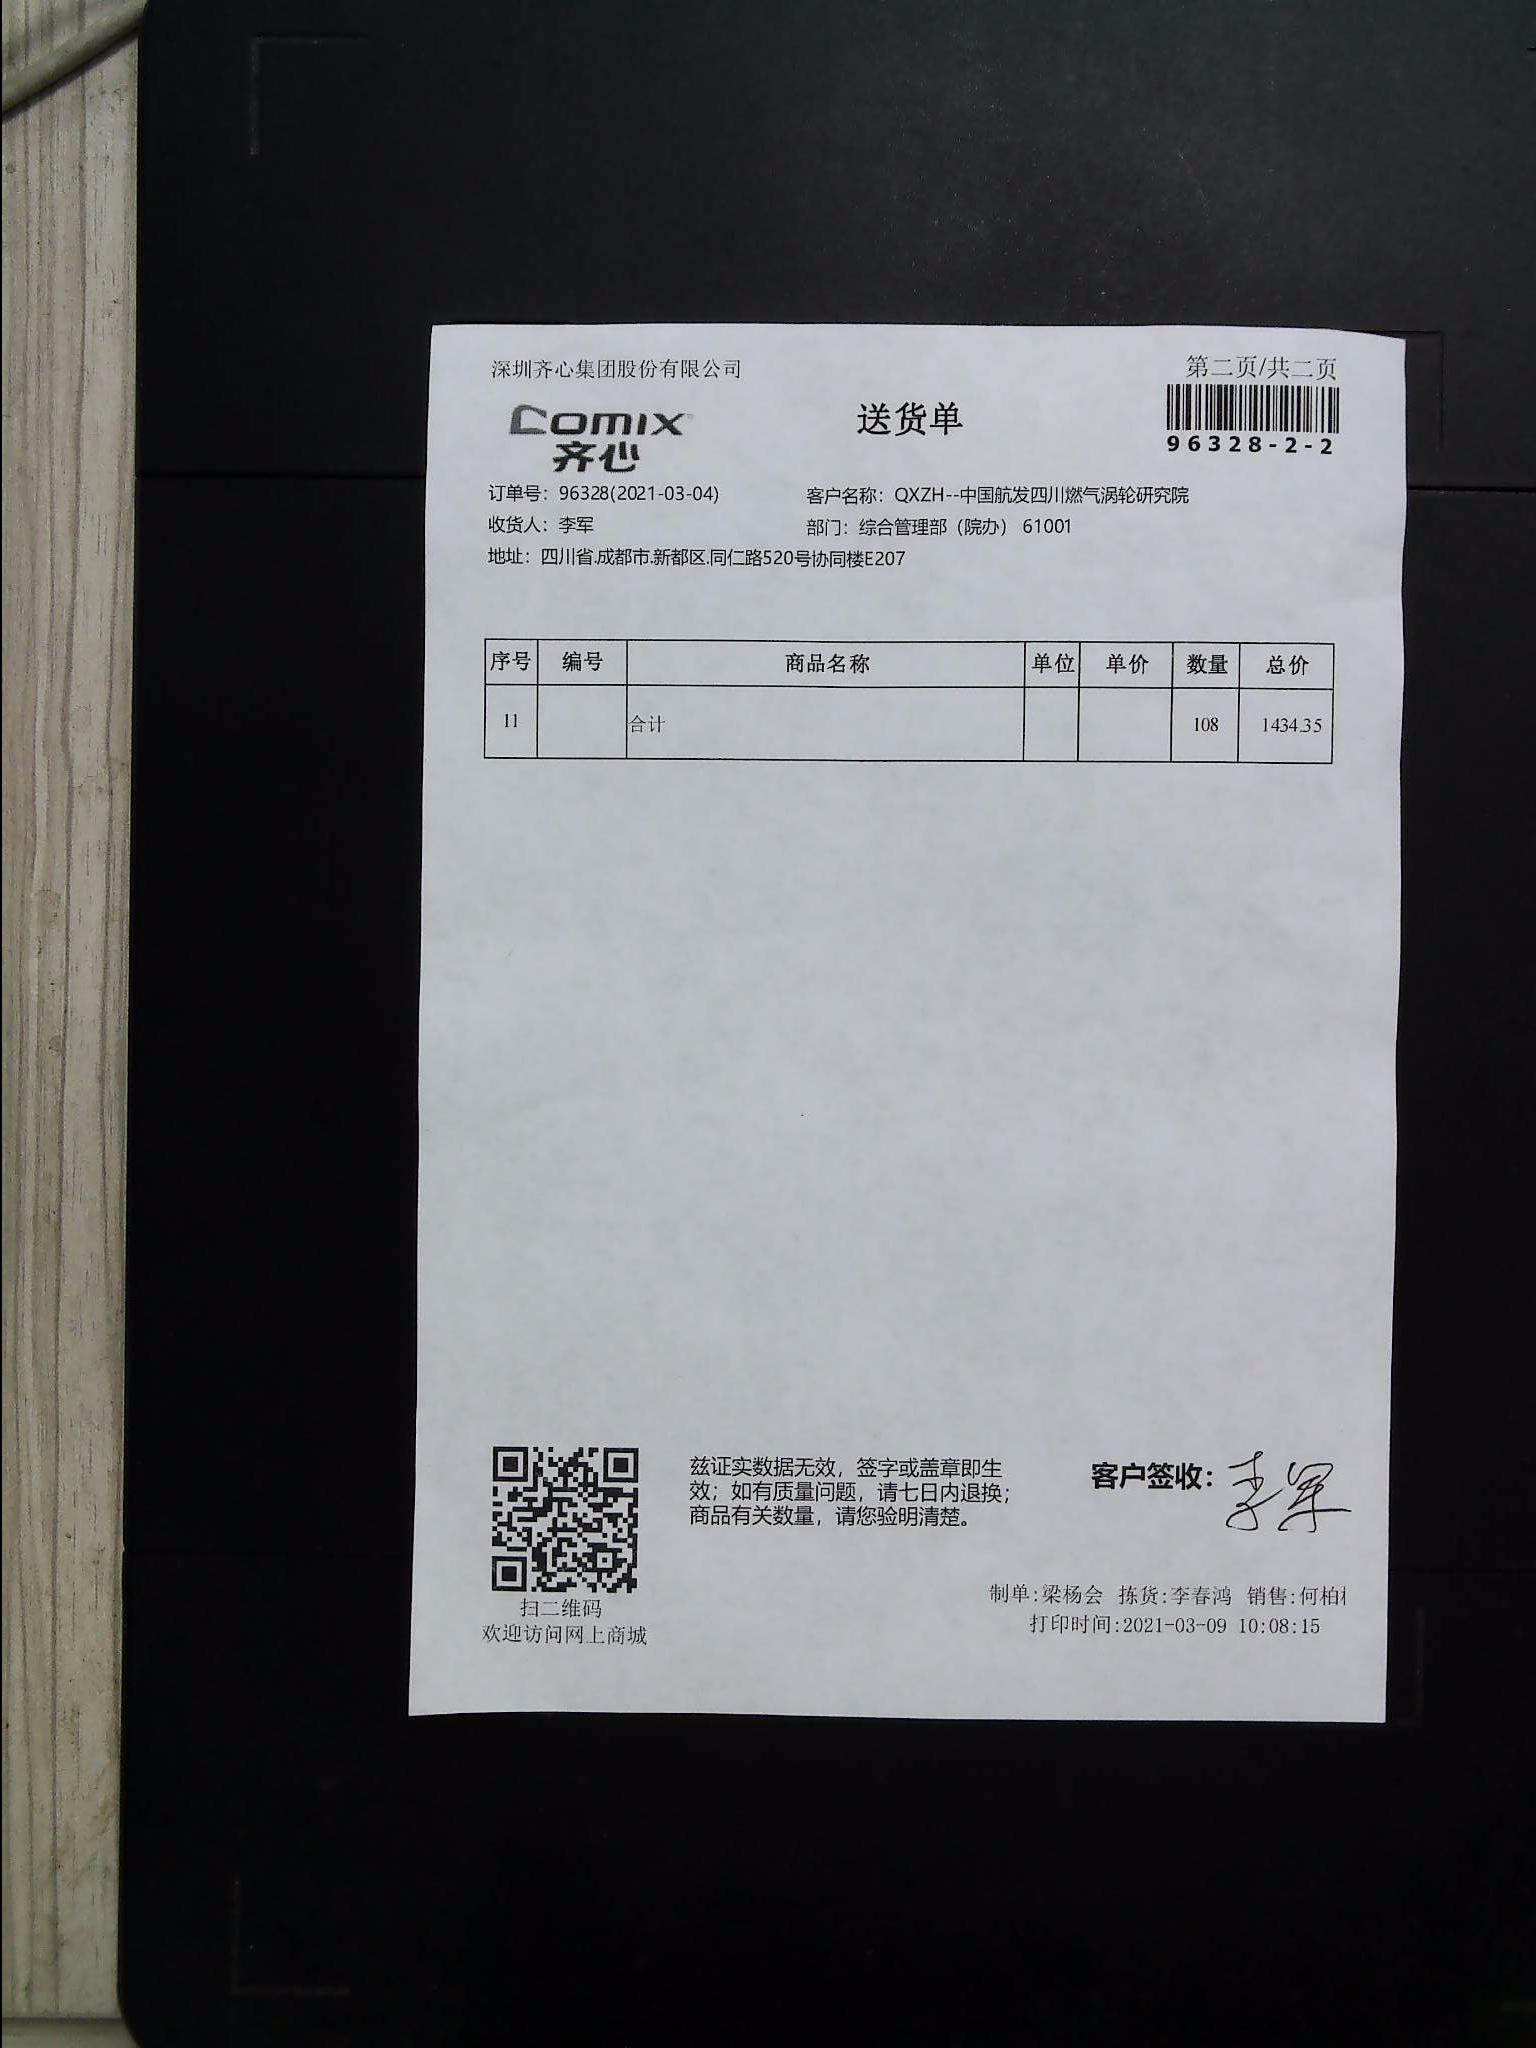 深圳齐心集团股份有限公司
第二页/共二页
COMIX
齐心
送货单
96328-2-2
订单号：96328(2021-03-04)
客户名称：QXZH--中国航发四川燃气涡轮研究院
收货人：李军
部门：综合管理部（院办） 61001
地址：四川省.成都市.新都区.同仁路520号协同楼E207
序号 编号 商品名称 单位 单价 数量 总价
11 合计 108 1434.35
兹证实数据无效，签字或盖章即生
效；如有质量问题，请七日内退换；
商品有关数量，请您验明清楚。
客户签收：李军
扫二维码
欢迎访问网上商城
制单:梁杨会 拣货:李春鸿 销售:何柏
打印时间:2021-03-09 10:08:15